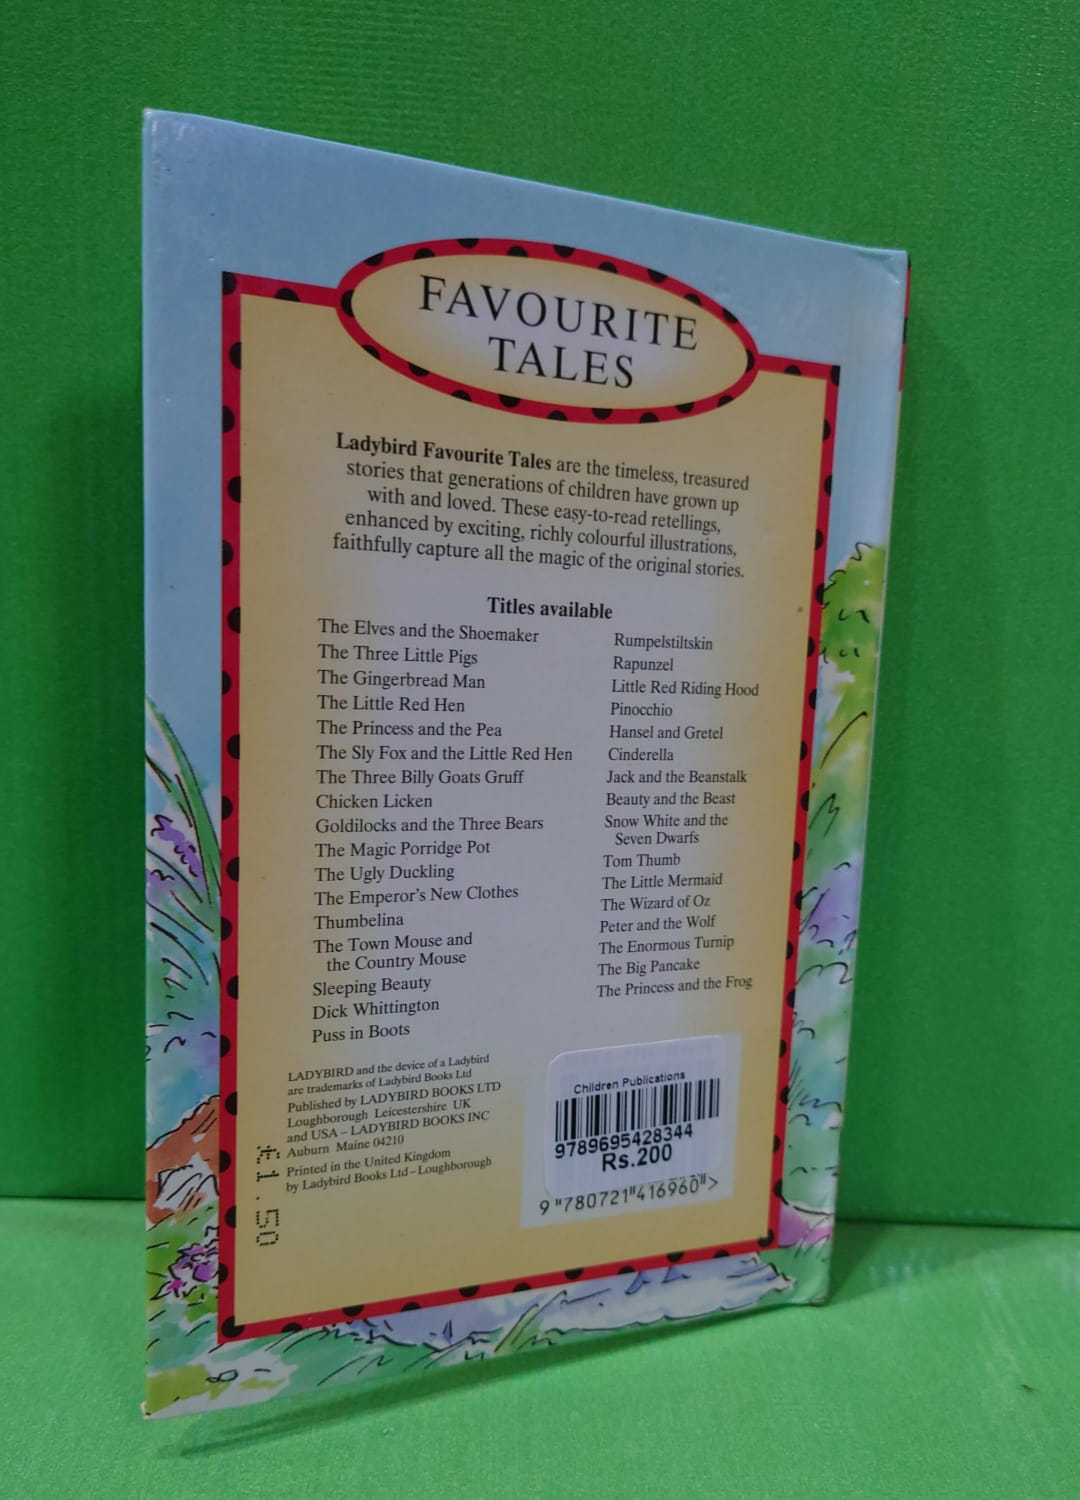 FAVOURITE
TALES
Ladybird Favourite Tales are the timeless, treasured
stories that generations of children have grown up
with and loved. These easy-to-read retellings,
enhanced by exciting, richly colourful illustrations,
faithfully capture all the magic of the original stories.
Titles available
The Elves and the Shoemaker
The Three Little Pigs
The Gingerbread Man
The Little Red Hen
The Princess and the Pea
The Sly Fox and the Little Red Hen
The Three Billy Goats Gruff
Chicken Licken
Goldilocks and the Three Bears
The Magic Porridge Pot
The Ugly Duckling
The Emperor's New Clothes
Thumbelina
The Town Mouse and
the Country Mouse
Sleeping Beauty
Dick Whittington
Puss in Boots
Rumpelstiltskin
Rapunzel
Little Red Riding Hood
Pinocchio
Hansel and Gretel
Cinderella
Jack and the Beanstalk
Beauty and the Beast
Snow White and the
Seven Dwarfs
Tom Thumb
The Little Mermaid
The Wizard of Oz
Peter and the Wolf
The Enormous Turnip
The Big Pancake
The Princess and the Frog
LADYBIRD and the device of a Ladybird
are trademarks of Ladybird Books Ltd
Published by LADYBIRD BOOKS LTD
Loughborough Leicestershire UK
and USA – LADYBIRD BOOKS INC
Auburn Maine 04210
Printed in the United Kingdom
by Ladybird Books Ltd – Loughborough
£1.50
Children Publications
9789695428344
Rs.200
9 "780721"416960">